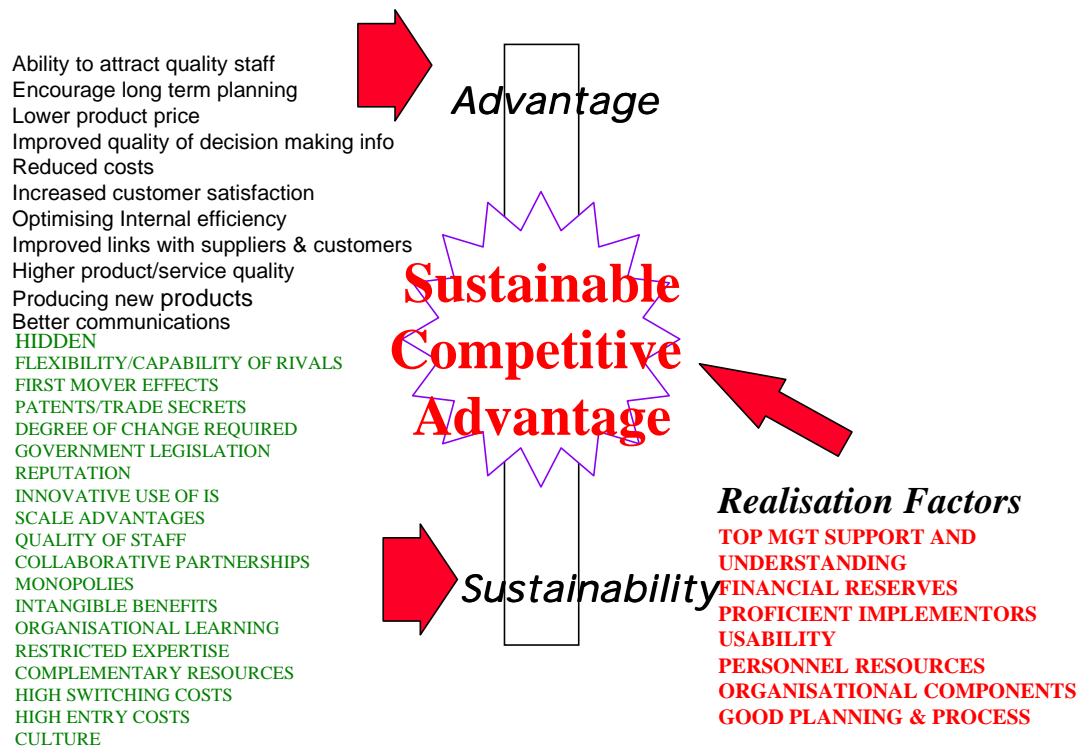 Ability to attract quality staff
Encourage long term planning
Lower product price
Improved quality of decision making info
Reduced costs
Increased customer satisfaction
Optimising Internal efficiency
Improved links with suppliers & customers
Higher product/service quality
Producing new products
Better communications
HIDDEN
FLEXIBILITY/CAPABILITY OF RIVALS
FIRST MOVER EFFECTS
PATENTS/TRADE SECRETS
DEGREE OF CHANGE REQUIRED
GOVERNMENT LEGISLATION
REPUTATION
INNOVATIVE USE OF IS
SCALE ADVANTAGES
QUALITY OF STAFF
COLLABORATIVE PARTNERSHIPS
MONOPOLIES
INTANGIBLE BENEFITS
ORGANISATIONAL LEARNING
RESTRICTED EXPERTISE
COMPLEMENTARY RESOURCES
HIGH SWITCHING COSTS
HIGH ENTRY COSTS
CULTURE
Advantage
Sustainable
Competitive
Advantage
Sustainability
Realisation Factors
TOP MGT SUPPORT AND
UNDERSTANDING
FINANCIAL RESERVES
PROFICIENT IMPLEMENTORS
USABILITY
PERSONNEL RESOURCES
ORGANISATIONAL COMPONENTS
GOOD PLANNING & PROCESS